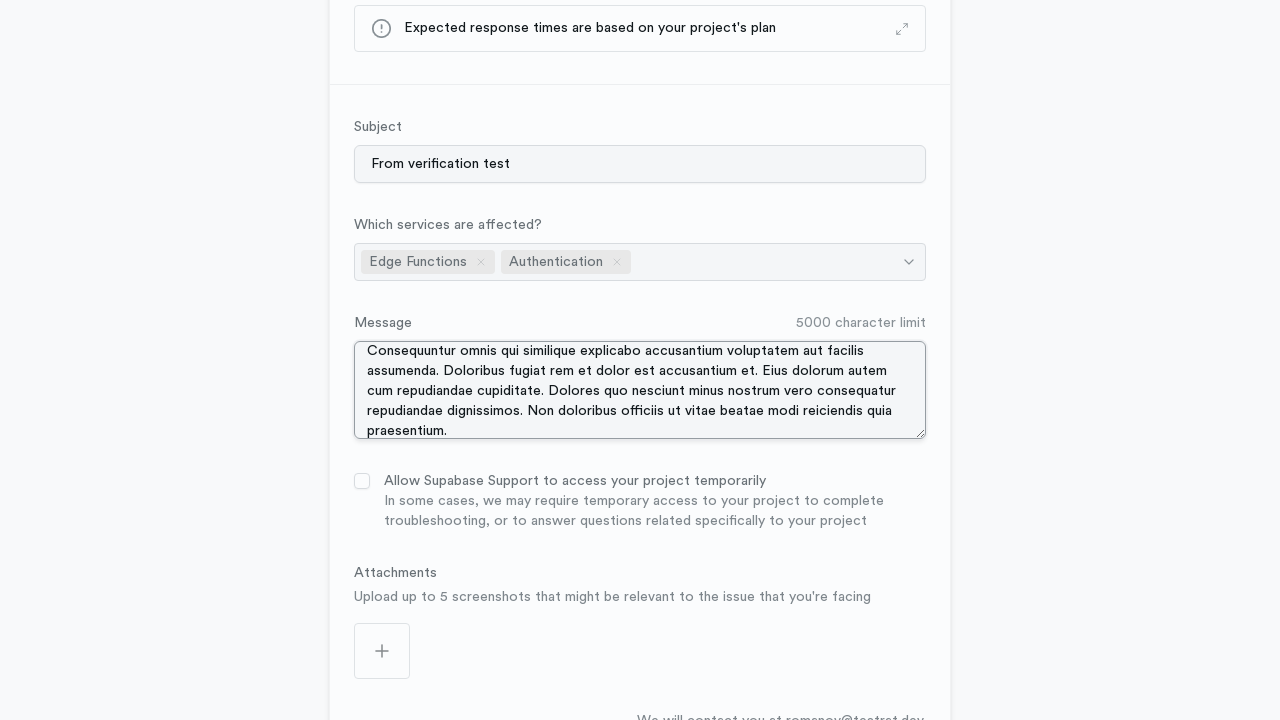 Expected response times are based on your project's plan
Subject
From verification test
Which services are affected?
Edge Functions
Authentication
Message
5000 character limit
Consequuntur omnis qui similique explicabo accusantium voluptatem aut facilis
assumenda. Doloribus fugiat rem et dolor est accusantium et. Eius dolorum autem
cum repudiandae cupiditate. Dolores quo nesciunt minus nostrum vero consequatur
repudiandae dignissimos. Non doloribus officiis ut vitae beatae modi reiciendis quia
praesentium.
Allow Supabase Support to access your project temporarily
In some cases, we may require temporary access to your project to complete
troubleshooting, or to answer questions related specifically to your project
Attachments
Upload up to 5 screenshots that might be relevant to the issue that you're facing
We will contact you at